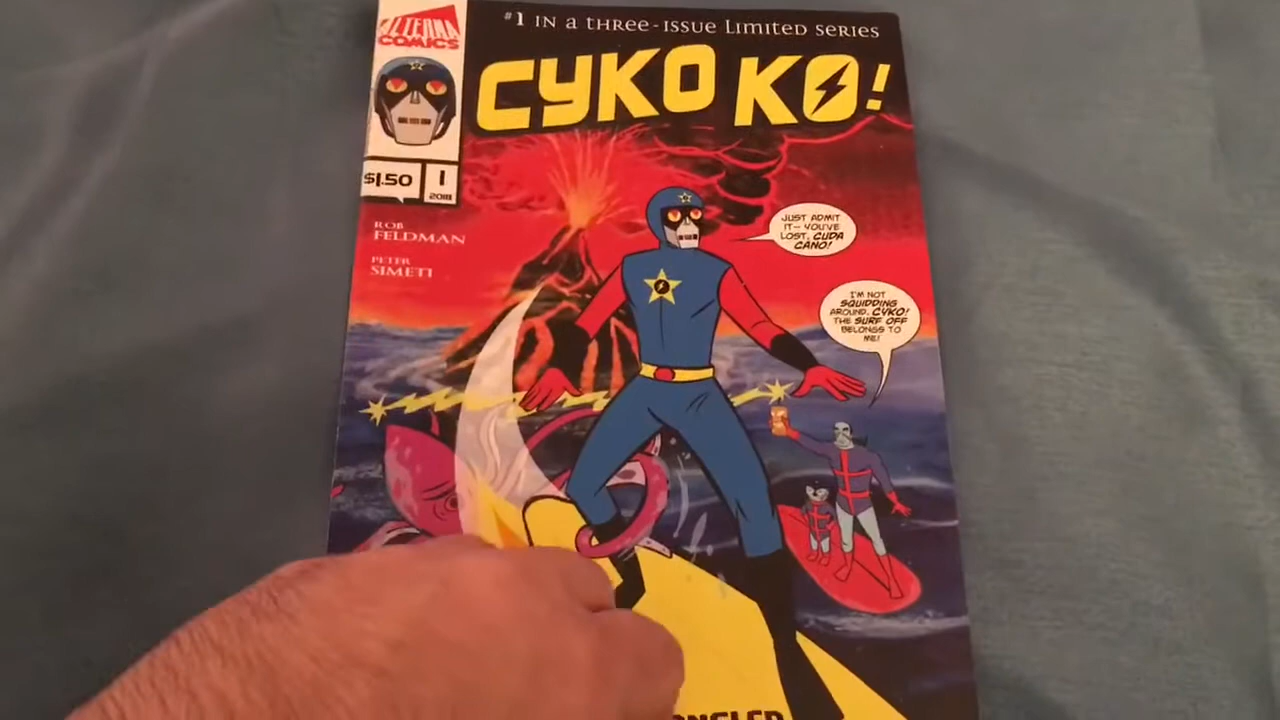 #1 IN A THREE-ISSUE LIMITED SERIES
ALTERNA
COMICS
CYKO KO!
$1.50
1
2018
ROB
FELDMAN
PETER
SIMETI
JUST ADMIT
IT- YOU'VE
LOST, CUDA
CANO!
I'M NOT
SQUIDDING
AROUND, CYKO!
THE SURF OFF
BELONGS TO
ME!